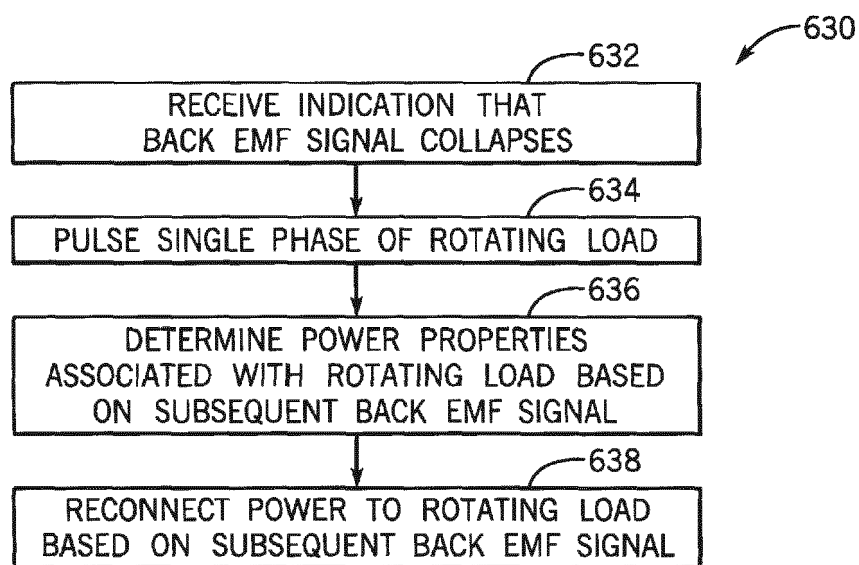 630
632
RECEIVE INDICATION THAT
BACK EMF SIGNAL COLLAPSES
634
PULSE SINGLE PHASE OF ROTATING LOAD
636
DETERMINE POWER PROPERTIES
ASSOCIATED WITH ROTATING LOAD BASED
ON SUBSEQUENT BACK EMF SIGNAL
638
RECONNECT POWER TO ROTATING LOAD
BASED ON SUBSEQUENT BACK EMF SIGNAL